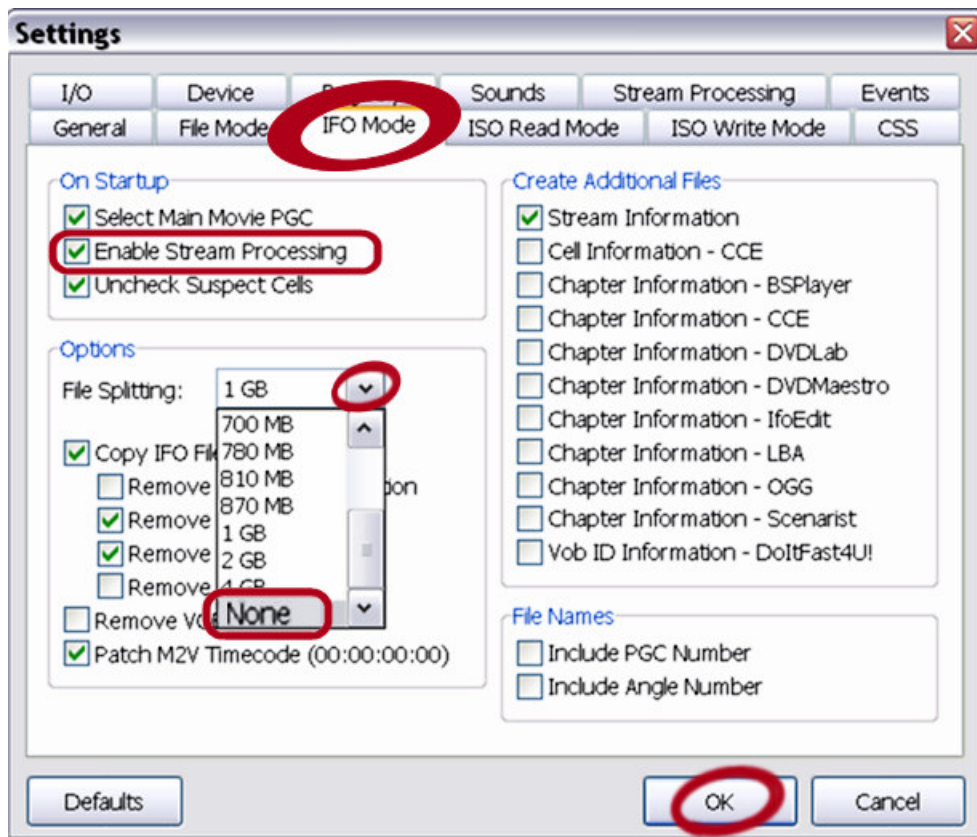 Settings
I/O Device Sounds Stream Processing Events
General File Mode IFO Mode ISO Read Mode ISO Write Mode CSS
On Startup
Select Main Movie PGC
Enable Stream Processing
Uncheck Suspect Cells
Options
File Splitting: 1 GB
700 MB
780 MB
810 MB
870 MB
1 GB
2 GB
4 GB
None
Copy IFO
Remove
Remove
Remove
Remove
Remove
Patch M2V Timecode (00:00:00:00)
Create Additional Files
Stream Information
Cell Information - CCE
Chapter Information - BSPlayer
Chapter Information - CCE
Chapter Information - DVDLab
Chapter Information - DVDMaestro
Chapter Information - IfoEdit
Chapter Information - LBA
Chapter Information - OGG
Chapter Information - Scenarist
Vob ID Information - DoItFast4U!
File Names
Include PGC Number
Include Angle Number
Defaults OK Cancel